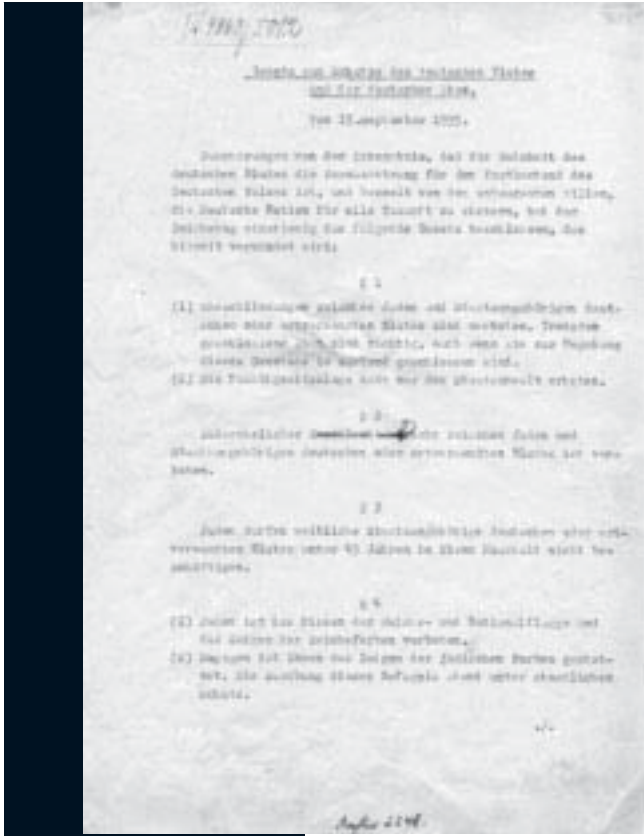 Gesetz zum Schutze des deutschen Blutes
und der deutschen Ehre.
Vom 15.September 1935.
Durchdrungen von der Erkenntnis, daß die Reinheit des
deutschen Blutes die Voraussetzung für den Fortbestand des
Deutschen Volkes ist, und beseelt von dem unbeugsamen Willen,
die Deutsche Nation für alle Zukunft zu sichern, hat der
Reichstag einstimmig das folgende Gesetz beschlossen, das
hiermit verkündet wird.
§ 1
(1) Eheschließungen zwischen Juden und Staatsangehörigen deut-
schen oder artverwandten Blutes sind verboten. Trotzdem
geschlossene Ehen sind nichtig, auch wenn sie zur Umgehung
dieses Gesetzes im Ausland geschlossen sind.
(2) Die Nichtigkeitsklage kann nur der Staatsanwalt erheben.
§ 2
Außerehelicher zwischen Juden und
Staatsangehörigen deutschen oder artverwandten Blutes ist ver-
boten.
§ 3
Juden dürfen weibliche Staatsangehörige deutschen oder art-
verwandten Blutes unter 45 Jahren in ihrem Haushalt nicht be-
schäftigen.
§ 4
(1) Juden ist das Hissen der Reichs- und Nationalflagge und
das Zeigen der Reichsfarben verboten.
(2) Dagegen ist ihnen das Zeigen der jüdischen Farben gestat-
tet. Die Ausübung dieser Befugnis steht unter staatlichem
Schutz.
./.